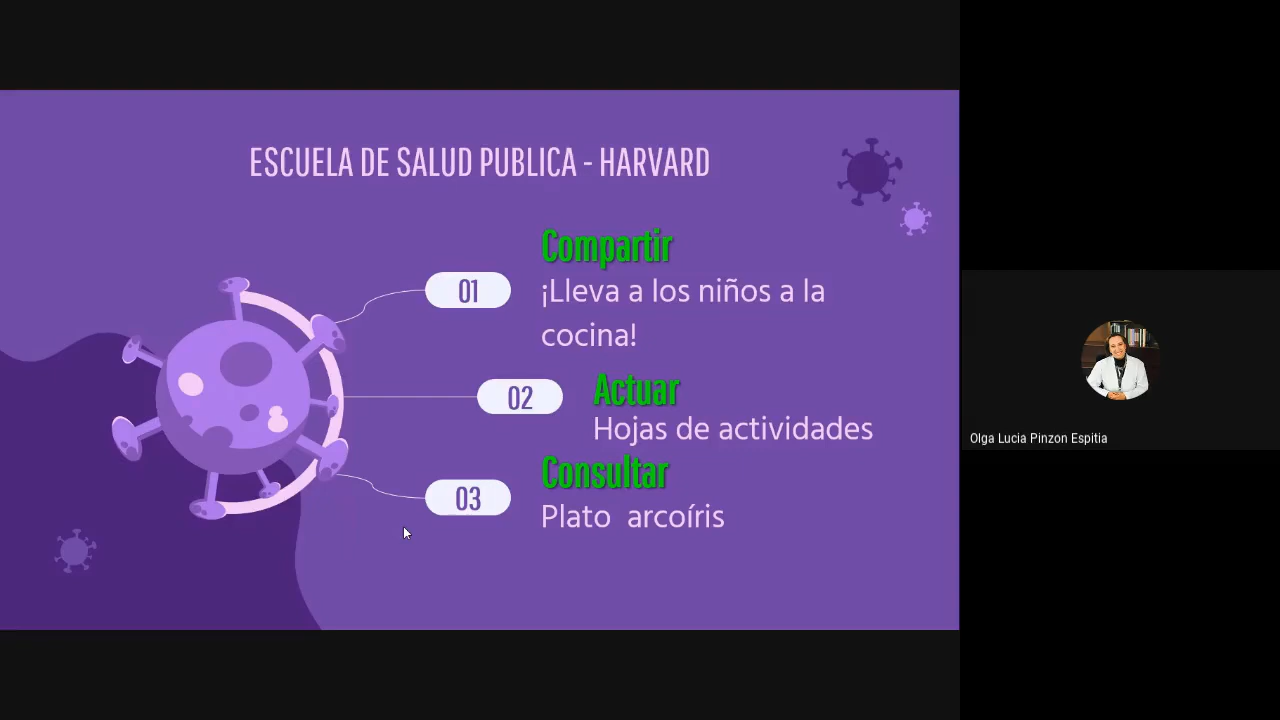 ESCUELA DE SALUD PUBLICA - HARVARD
Compartir
01
¡Lleva a los niños a la
cocina!
Actuar
02
Hojas de actividades
Consultar
03
Plato arcoíris
Olga Lucia Pinzon Espitia